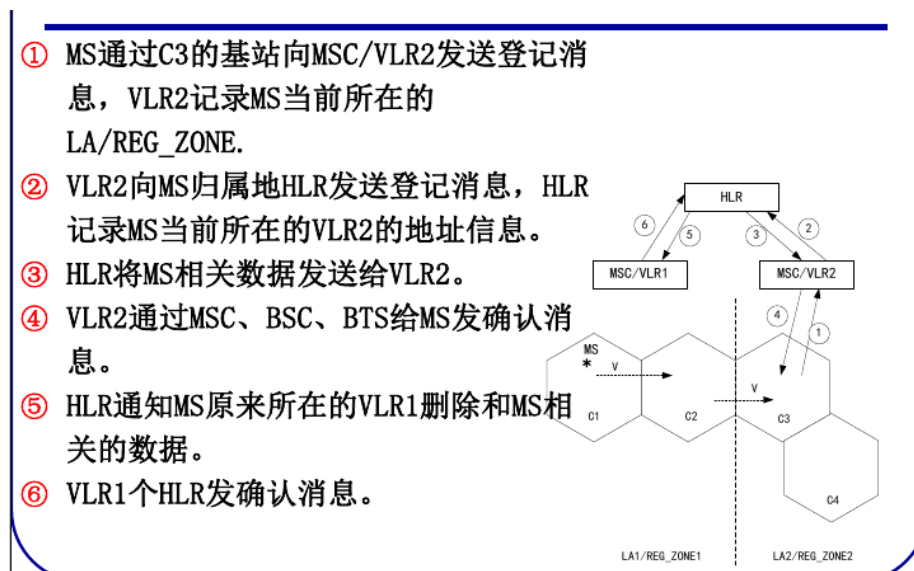 ① MS通过C3的基站向MSC/VLR2发送登记消
息，VLR2记录MS当前所在的
LA/REG_ZONE.
② VLR2向MS归属地HLR发送登记消息，HLR
记录MS当前所在的VLR2的地址信息。
③ HLR将MS相关数据发送给VLR2。
④ VLR2通过MSC、BSC、BTS给MS发确认消
息。
⑤ HLR通知MS原来所在的VLR1删除和MS相
关的数据。
⑥ VLR1个HLR发确认消息。
HLR
6
5
3
2
MSC/VLR1
MSC/VLR2
4
1
MS
*
V
V
C1
C2
C3
C4
LA1/REG_ZONE1
LA2/REG_ZONE2